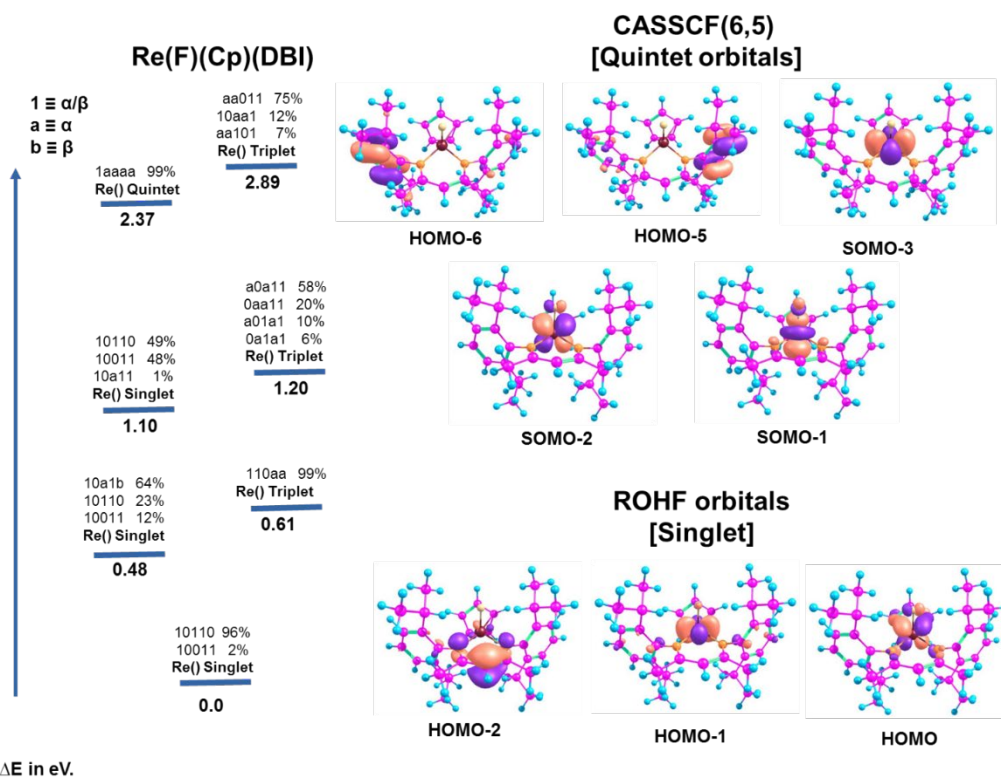 Re(F)(Cp)(DBI)
1 ≡ α/β
a ≡ α
b ≡ β
aa011 75%
10aa1 12%
aa101 7%
Re() Triplet
2.89
1aaaa 99%
Re() Quintet
2.37
a0a11 58%
0aa11 20%
a01a1 10%
0a1a1 6%
Re() Triplet
1.20
10110 49%
10011 48%
10a11 1%
Re() Singlet
1.10
110aa 99%
Re() Triplet
0.61
10a1b 64%
10110 23%
10011 12%
Re() Singlet
0.48
10110 96%
10011 2%
Re() Singlet
0.0
ΔE in eV.
CASSCF(6,5)
[Quintet orbitals]
HOMO-6
HOMO-5
SOMO-3
SOMO-2
SOMO-1
ROHF orbitals
[Singlet]
HOMO-2
HOMO-1
HOMO